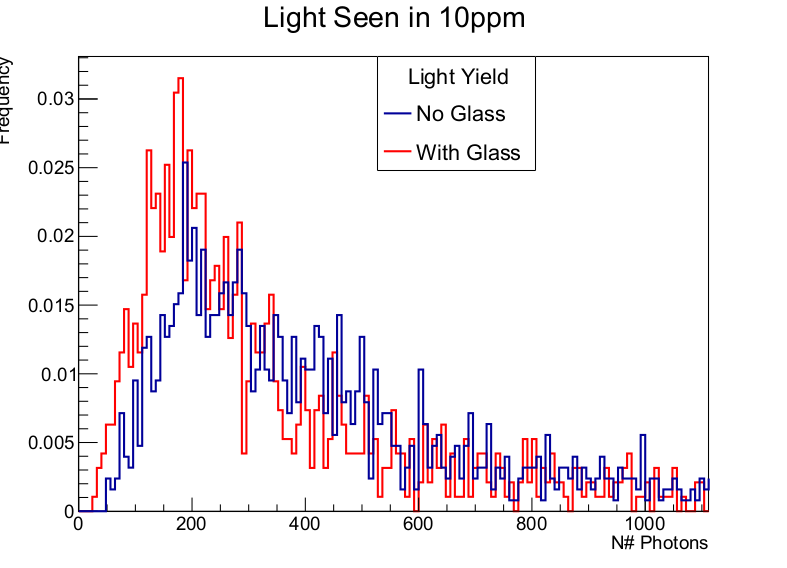 Light Seen in 10ppm
Frequency
Light Yield
No Glass
With Glass
0.03
0.025
0.02
0.015
0.01
0.005
0
0 200 400 600 800 1000
N# Photons